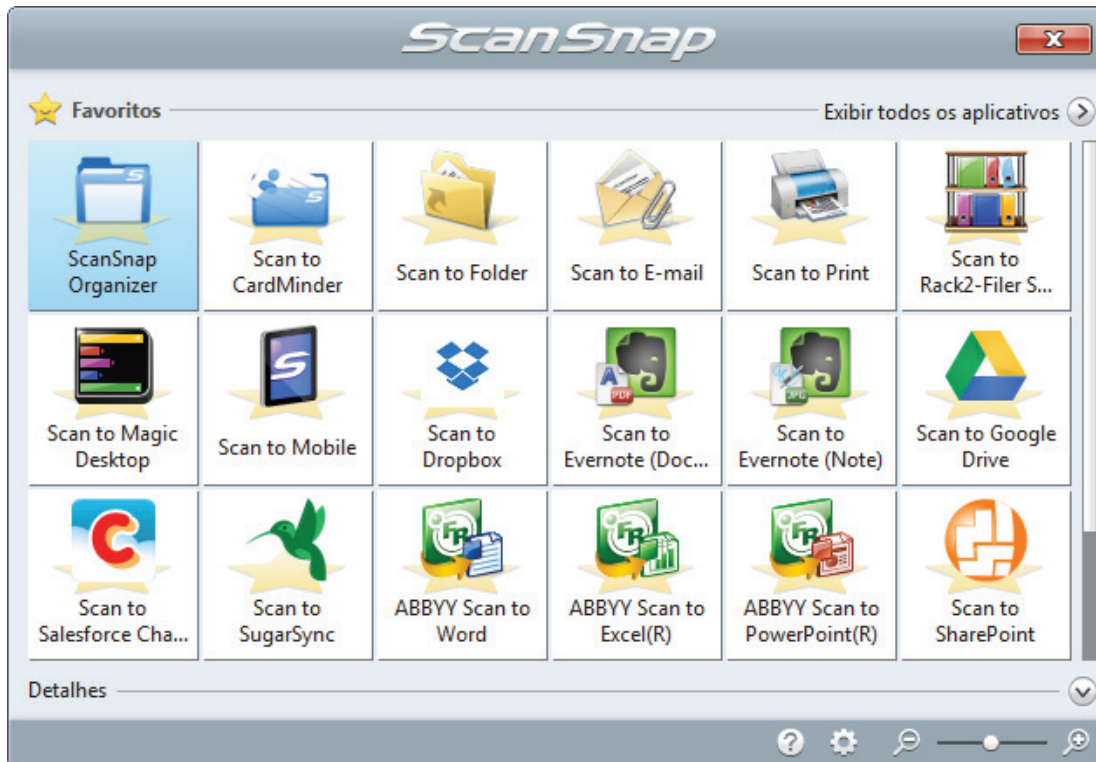 ScanSnap
Favoritos
Exibir todos os aplicativos
ScanSnap
Organizer
Scan to
CardMinder
Scan to Folder
Scan to E-mail
Scan to Print
Scan to
Rack2-Filer S...
Scan to Magic
Desktop
Scan to Mobile
Scan to
Dropbox
Scan to
Evernote (Doc...
Scan to
Evernote (Note)
Scan to Google
Drive
Scan to
Salesforce Cha...
Scan to
SugarSync
ABBYY Scan to
Word
ABBYY Scan to
Excel(R)
ABBYY Scan to
PowerPoint(R)
Scan to
SharePoint
Detalhes